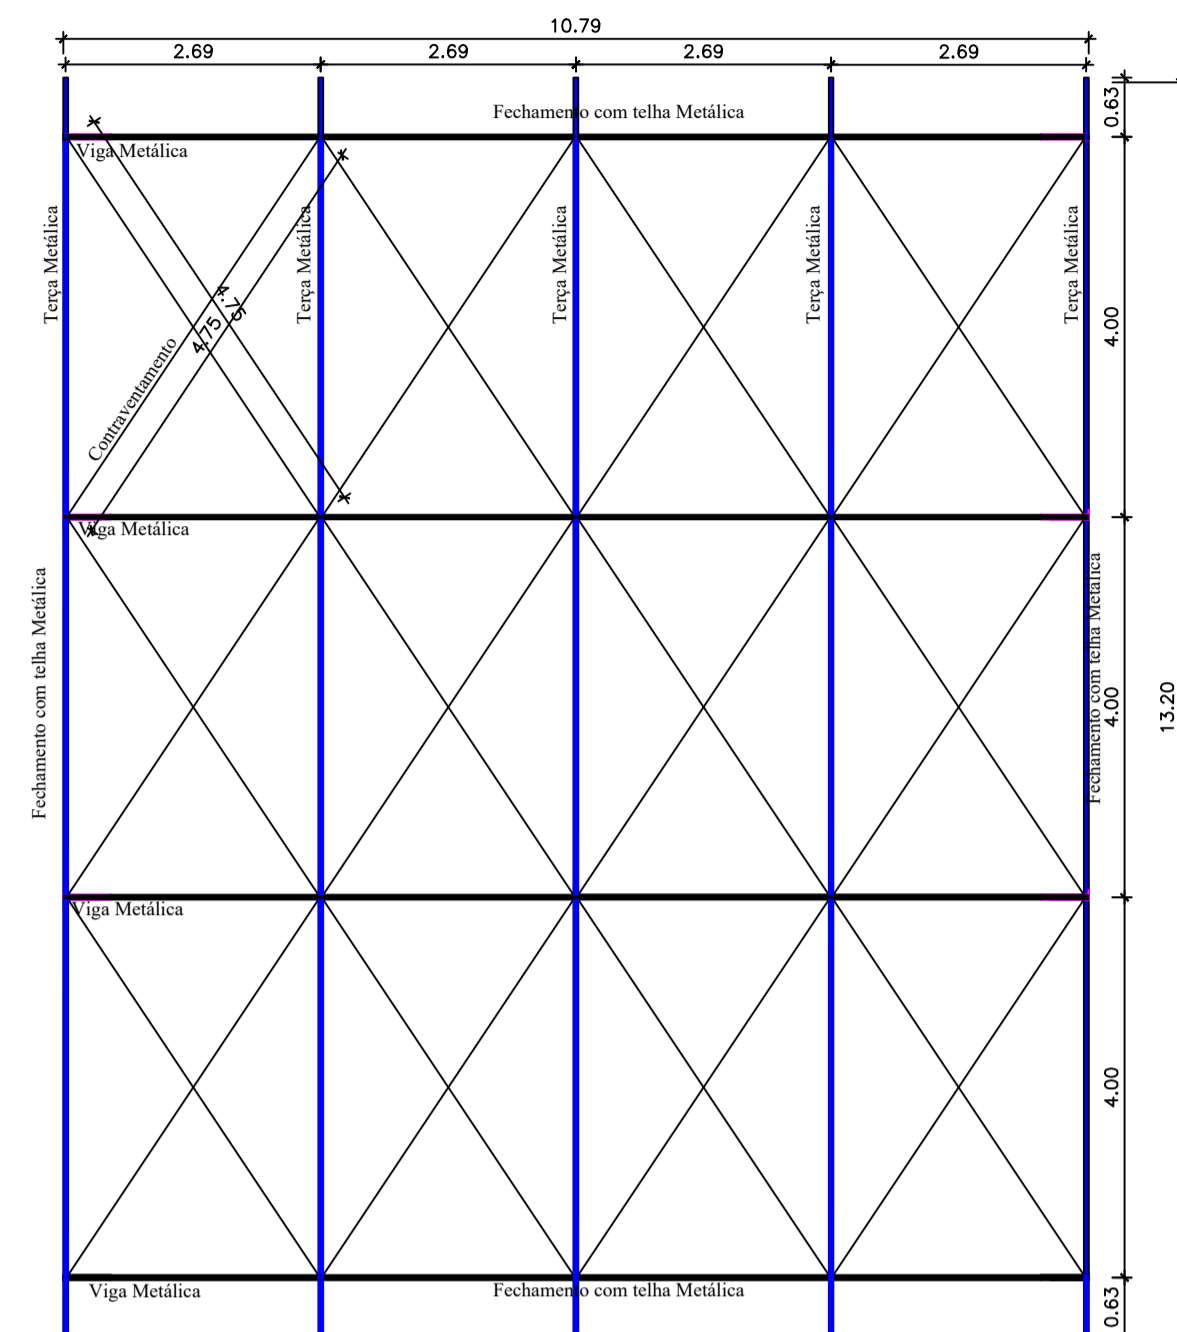 10.79
2.69 2.69 2.69 2.69
0.63
Fechamento com telha Metálica
Viga Metálica
Terça Metálica
Terça Metálica
Terça Metálica
Terça Metálica
Terça Metálica
4.00
4.75
4.75
Contraventamento
Viga Metálica
Fechamento com telha Metálica
Fechamento com telha Metálica
4.00
13.20
Viga Metálica
4.00
Viga Metálica
Fechamento com telha Metálica
0.63